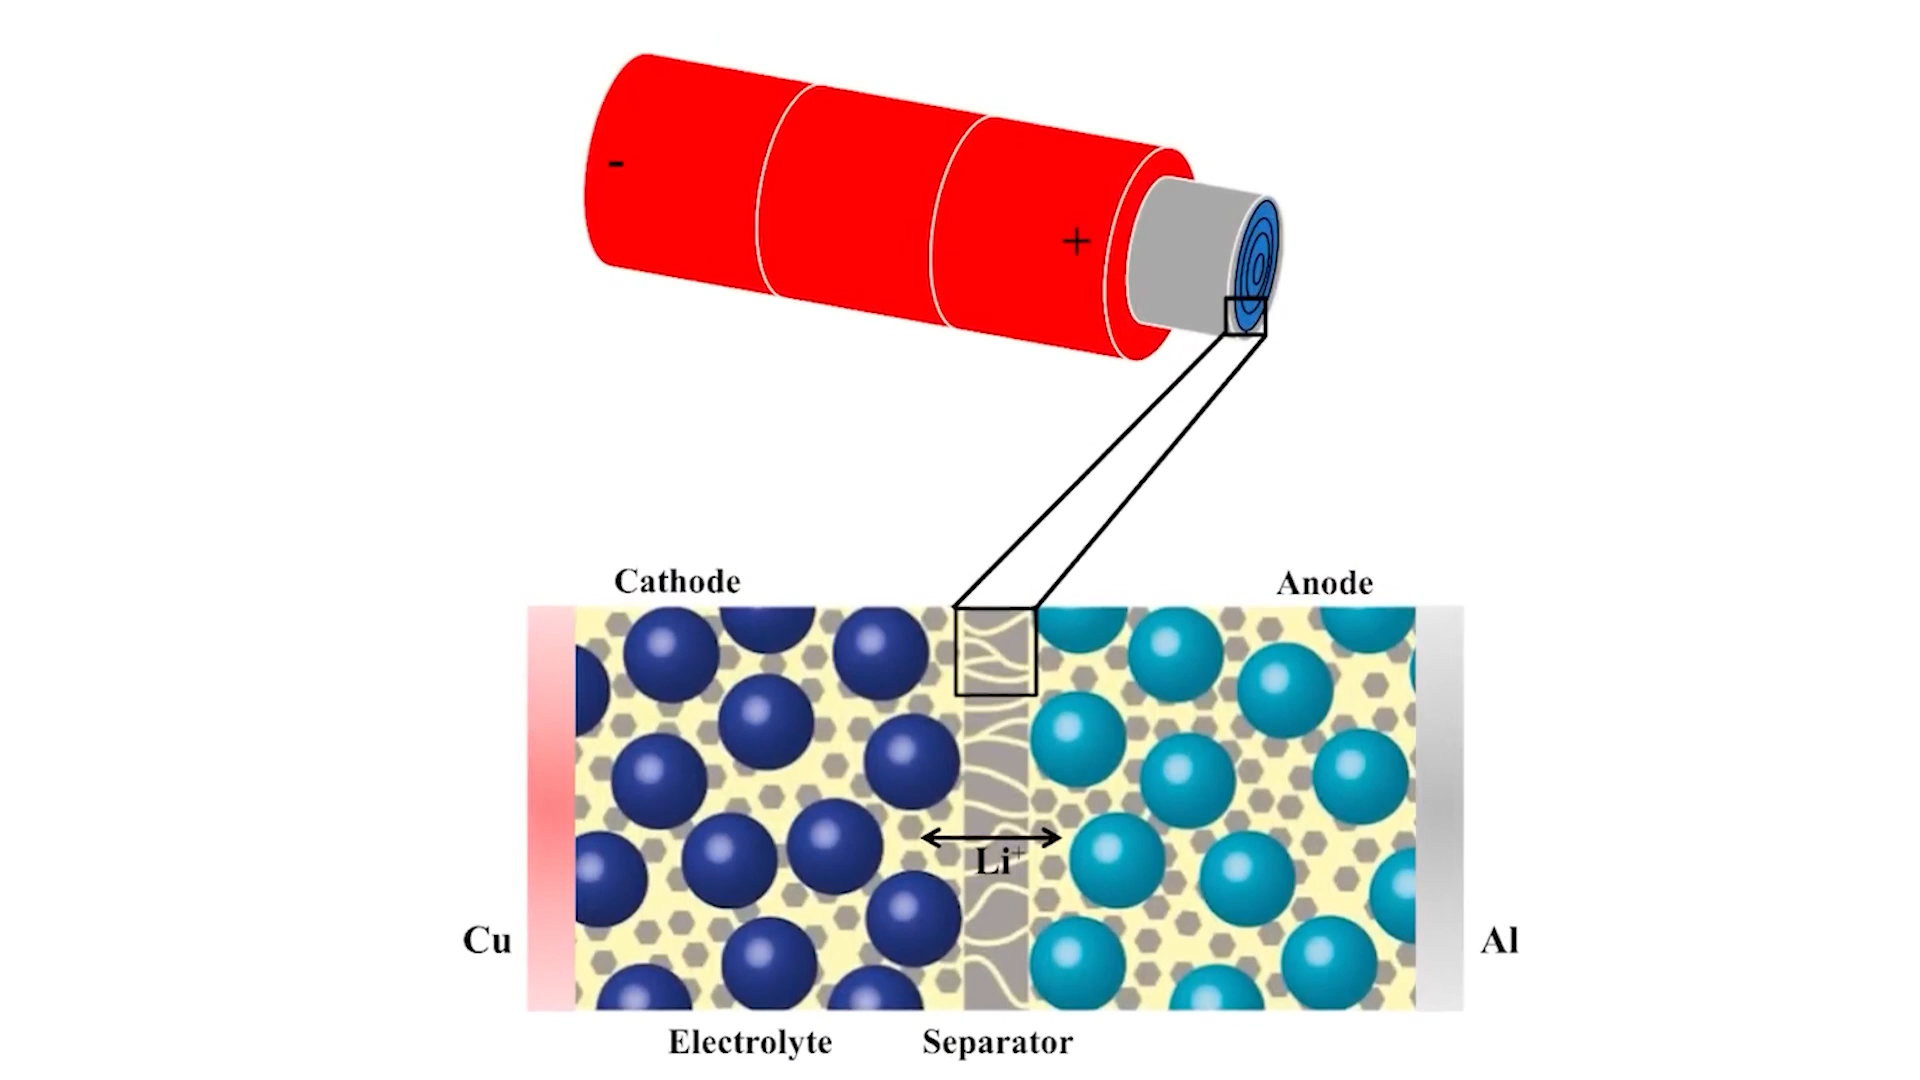 -
+
Cathode
Anode
Li⁺
Cu
Al
Electrolyte
Separator